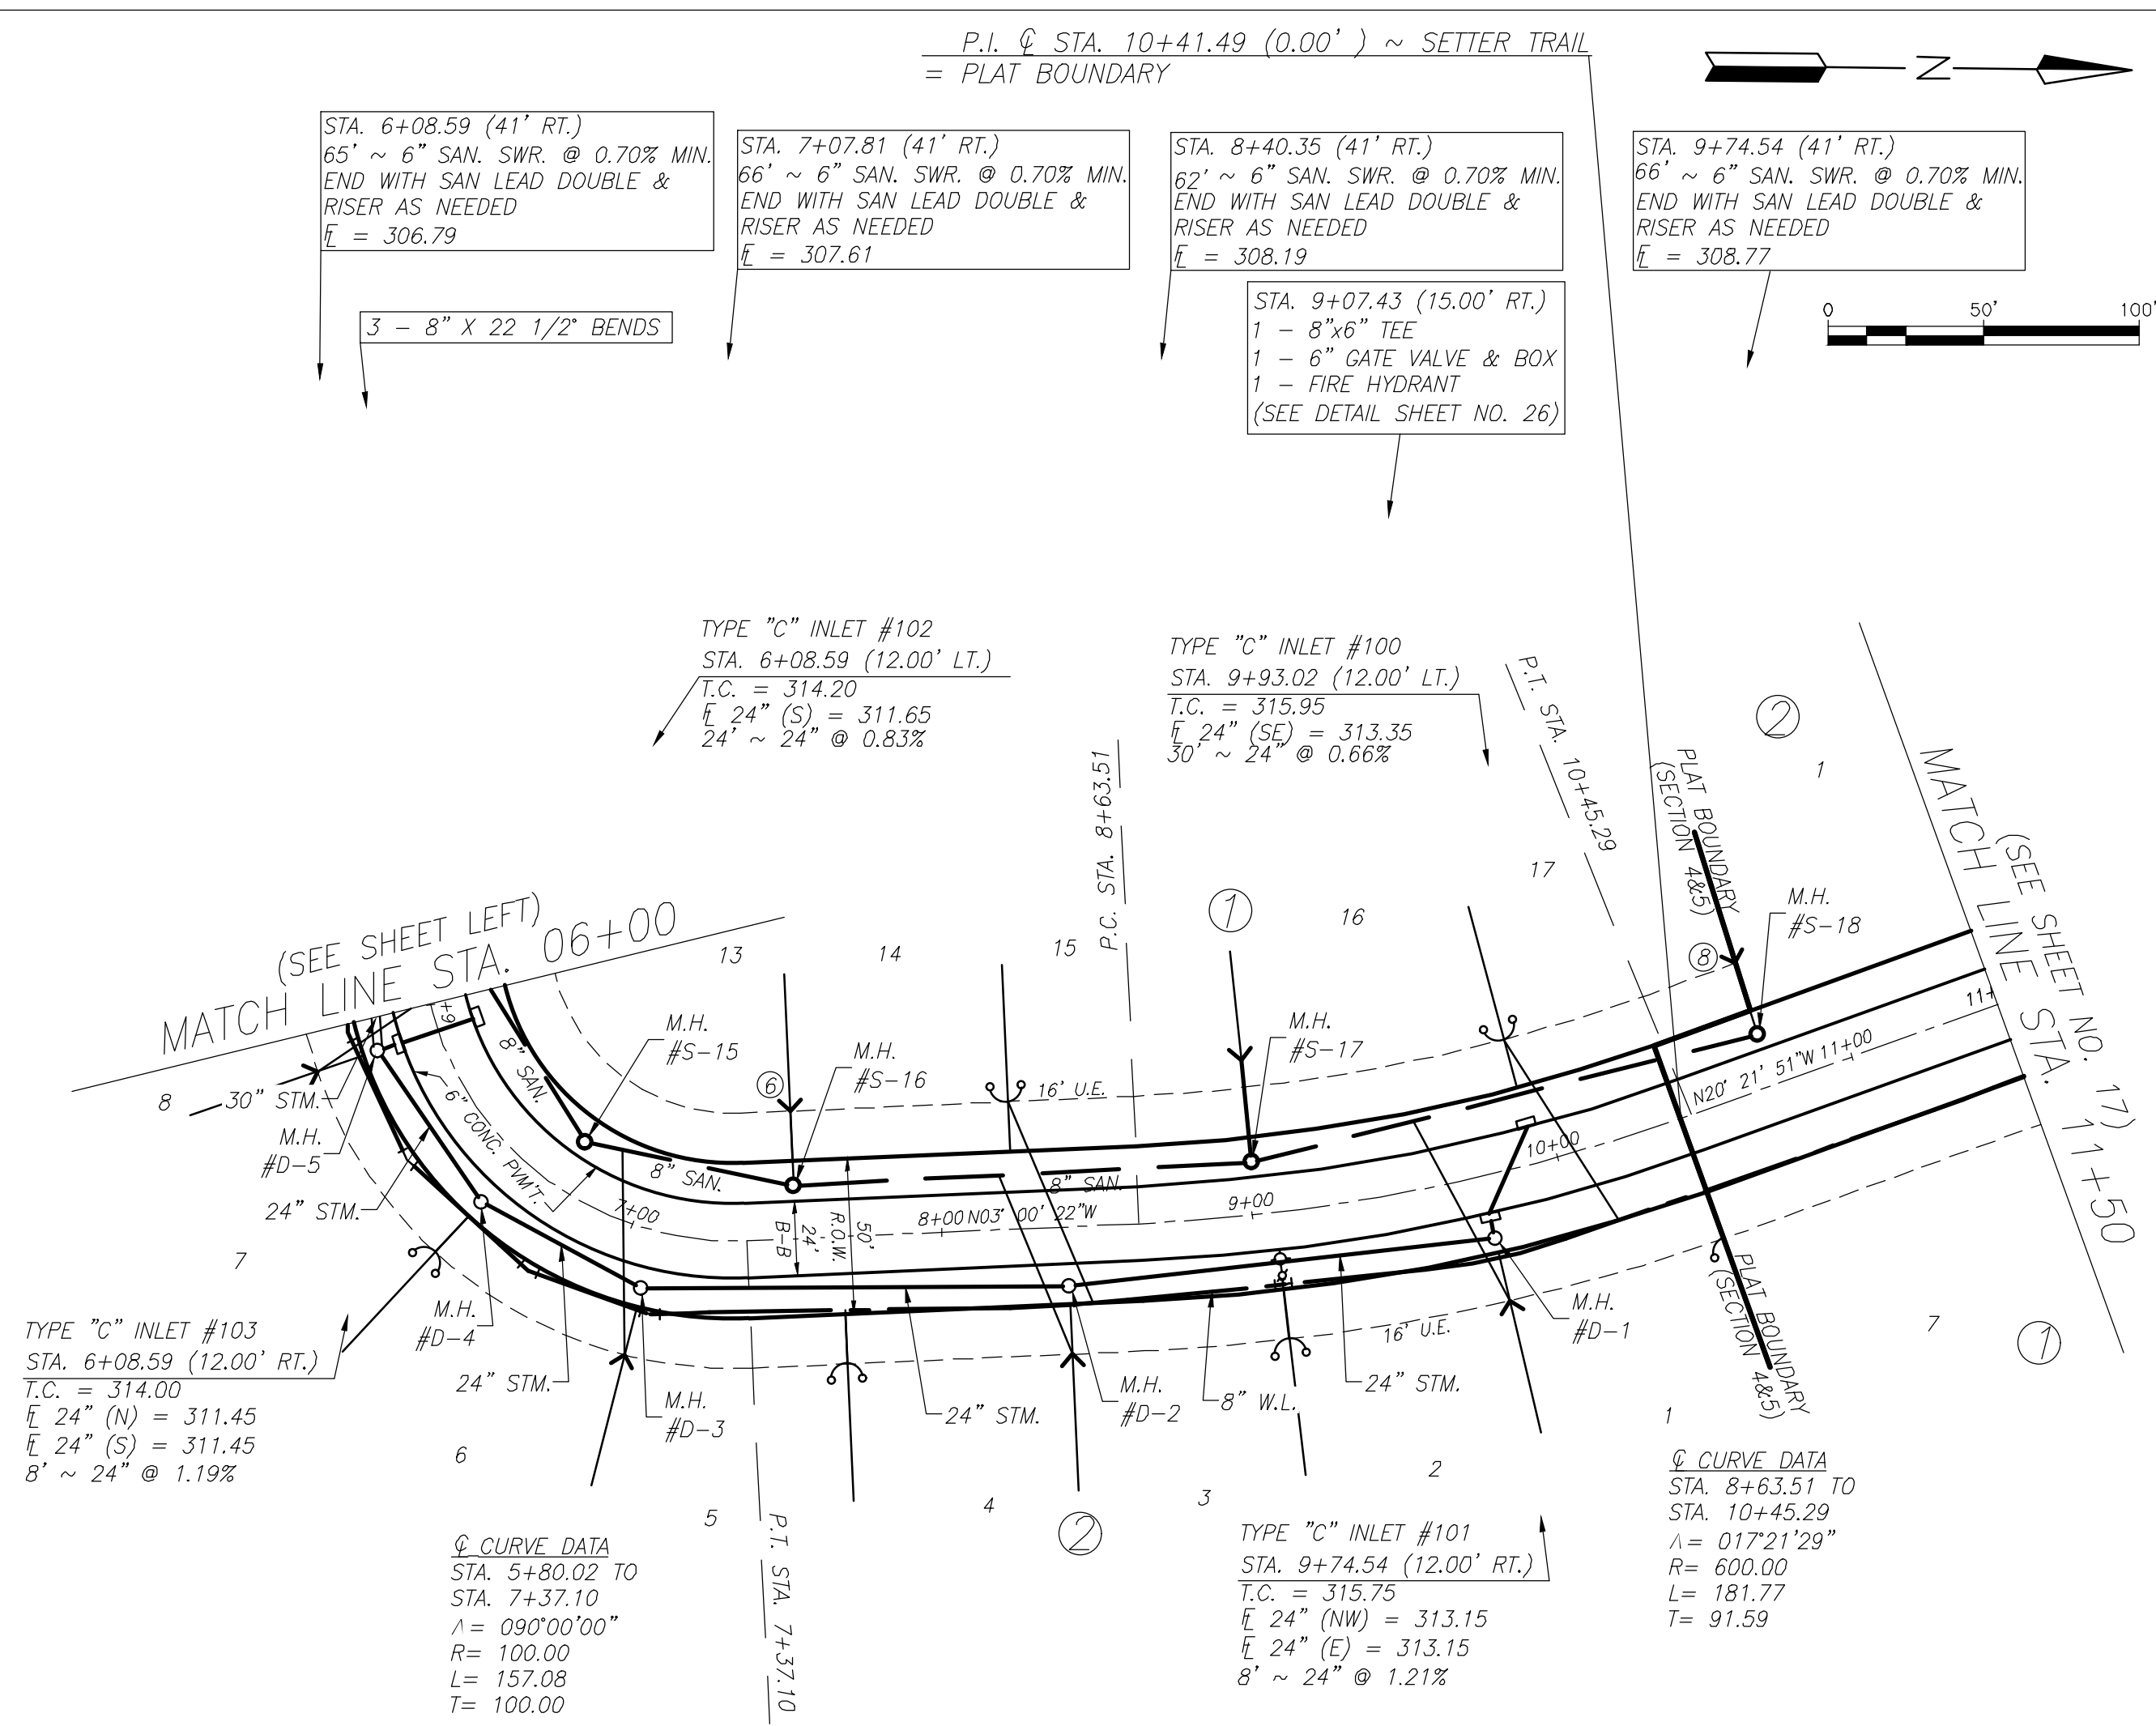 P.I. ℄ STA. 10+41.49 (0.00' ) ~ SETTER TRAIL
= PLAT BOUNDARY
N
STA. 6+08.59 (41' RT.)
65' ~ 6" SAN. SWR. @ 0.70% MIN.
END WITH SAN LEAD DOUBLE &
RISER AS NEEDED
FL = 306.79
STA. 7+07.81 (41' RT.)
66' ~ 6" SAN. SWR. @ 0.70% MIN.
END WITH SAN LEAD DOUBLE &
RISER AS NEEDED
FL = 307.61
STA. 8+40.35 (41' RT.)
62' ~ 6" SAN. SWR. @ 0.70% MIN.
END WITH SAN LEAD DOUBLE &
RISER AS NEEDED
FL = 308.19
STA. 9+74.54 (41' RT.)
66' ~ 6" SAN. SWR. @ 0.70% MIN.
END WITH SAN LEAD DOUBLE &
RISER AS NEEDED
FL = 308.77
3 - 8" X 22 1/2° BENDS
STA. 9+07.43 (15.00' RT.)
1 - 8"x6" TEE
1 - 6" GATE VALVE & BOX
1 - FIRE HYDRANT
(SEE DETAIL SHEET NO. 26)
0 50' 100'
TYPE "C" INLET #102
STA. 6+08.59 (12.00' LT.)
T.C. = 314.20
FL 24" (S) = 311.65
24' ~ 24" @ 0.83%
TYPE "C" INLET #100
STA. 9+93.02 (12.00' LT.)
T.C. = 315.95
FL 24" (SE) = 313.35
30' ~ 24" @ 0.66%
P.C. STA. 8+63.51
P.T. STA. 10+45.29
PLAT BOUNDARY
(SECTION 4&5)
2
1
MATCH LINE STA. 11+50
(SEE SHEET NO. 17)
(SEE SHEET LEFT)
MATCH LINE STA. 06+00
13
14
15
1
16
17
8
M.H.
#S-18
6+
8" SAN.
M.H.
#S-15
6
M.H.
#S-16
M.H.
#S-17
16' U.E.
11+
N20° 21' 51"W 11+00
8
30" STM.
M.H.
#D-5
6" CONC. PVM'T.
24" STM.
8" SAN.
8" SAN.
7+00
8+00 N03° 00' 22"W
9+00
10+00
24'
B-B
50'
R.O.W.
7
M.H.
#D-4
24" STM.
M.H.
#D-3
24" STM.
M.H.
#D-2
8" W.L.
24" STM.
16' U.E.
M.H.
#D-1
PLAT BOUNDARY
(SECTION 4&5)
7
1
TYPE "C" INLET #103
STA. 6+08.59 (12.00' RT.)
T.C. = 314.00
FL 24" (N) = 311.45
FL 24" (S) = 311.45
8' ~ 24" @ 1.19%
6
5
4
2
3
2
1
℄ CURVE DATA
STA. 5+80.02 TO
STA. 7+37.10
Δ= 090°00'00"
R= 100.00
L= 157.08
T= 100.00
P.T. STA. 7+37.10
TYPE "C" INLET #101
STA. 9+74.54 (12.00' RT.)
T.C. = 315.75
FL 24" (NW) = 313.15
FL 24" (E) = 313.15
8' ~ 24" @ 1.21%
℄ CURVE DATA
STA. 8+63.51 TO
STA. 10+45.29
Δ= 017°21'29"
R= 600.00
L= 181.77
T= 91.59